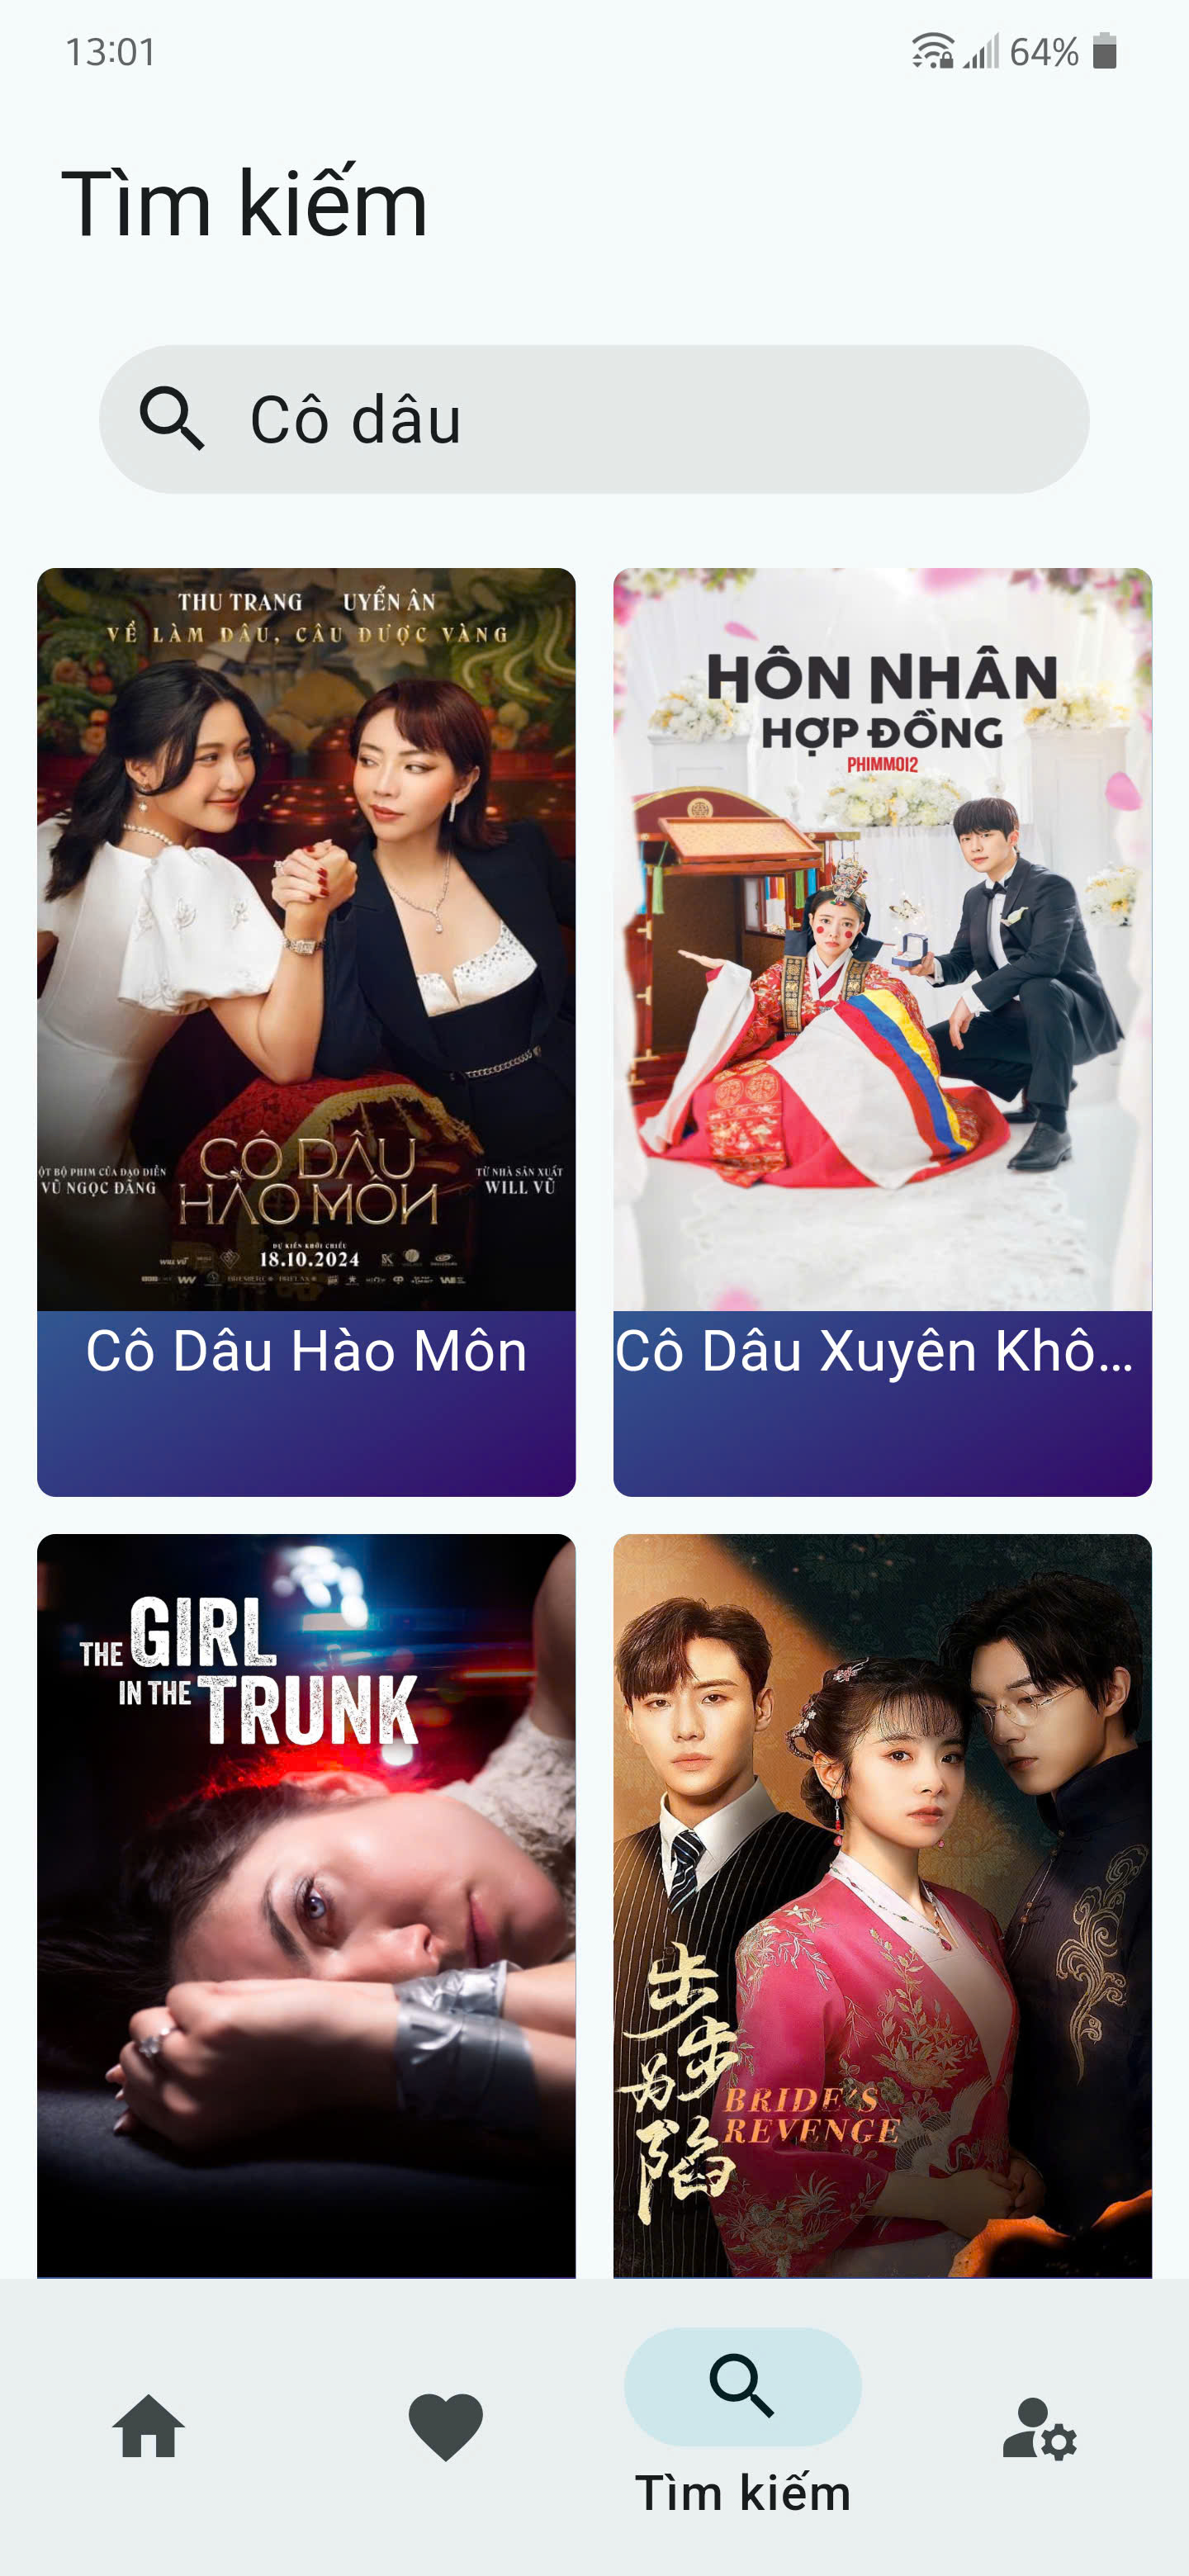 13:01
64%
Tìm kiếm
Cô dâu
THU TRANG UYỂN ÂN
VỀ LÀM DÂU, CÂU ĐƯỢC VÀNG
ỘT BỘ PHIM CỦA ĐẠO DIỄN
VŨ NGỌC ĐÃNG
TỪ NHÀ SẢN XUẤT
WILL VŨ
CÔ DÂU
HÀO MÔN
DỰ KIẾN KHỞI CHIẾU
18.10.2024
Cô Dâu Hào Môn
HÔN NHÂN
HỢP ĐỒNG
PHIMMOI2
Cô Dâu Xuyên Khô...
THE GIRL
IN THE TRUNK
步步为陷
BRIDE'S
REVENGE
Tìm kiếm